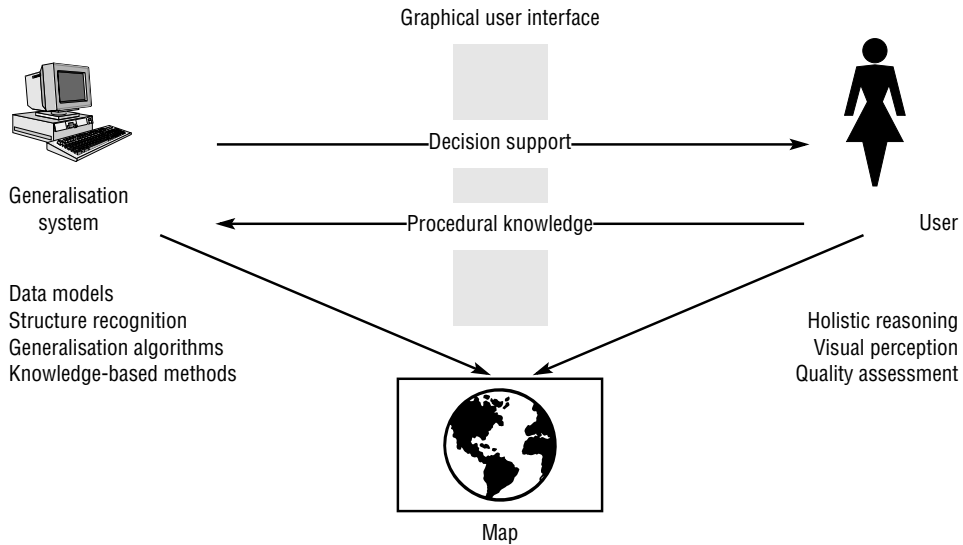 Graphical user interface
Decision support
Generalisation
system
Procedural knowledge
User
Data models
Structure recognition
Generalisation algorithms
Knowledge-based methods
Holistic reasoning
Visual perception
Quality assessment
Map